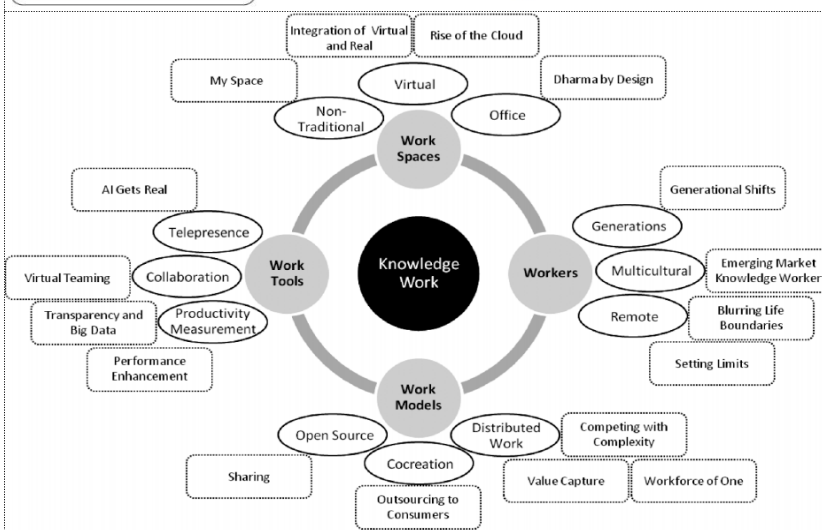 Integration of Virtual
and Real
Rise of the Cloud
My Space
Virtual
Dharma by Design
Non-
Traditional
Office
Work
Spaces
AI Gets Real
Generational Shifts
Telepresence
Generations
Virtual Teaming
Collaboration
Work
Tools
Knowledge
Work
Workers
Multicultural
Emerging Market
Knowledge Worker
Transparency and
Big Data
Productivity
Measurement
Remote
Blurring Life
Boundaries
Performance
Enhancement
Setting Limits
Work
Models
Open Source
Distributed
Work
Competing with
Complexity
Cocreation
Sharing
Value Capture
Workforce of One
Outsourcing to
Consumers